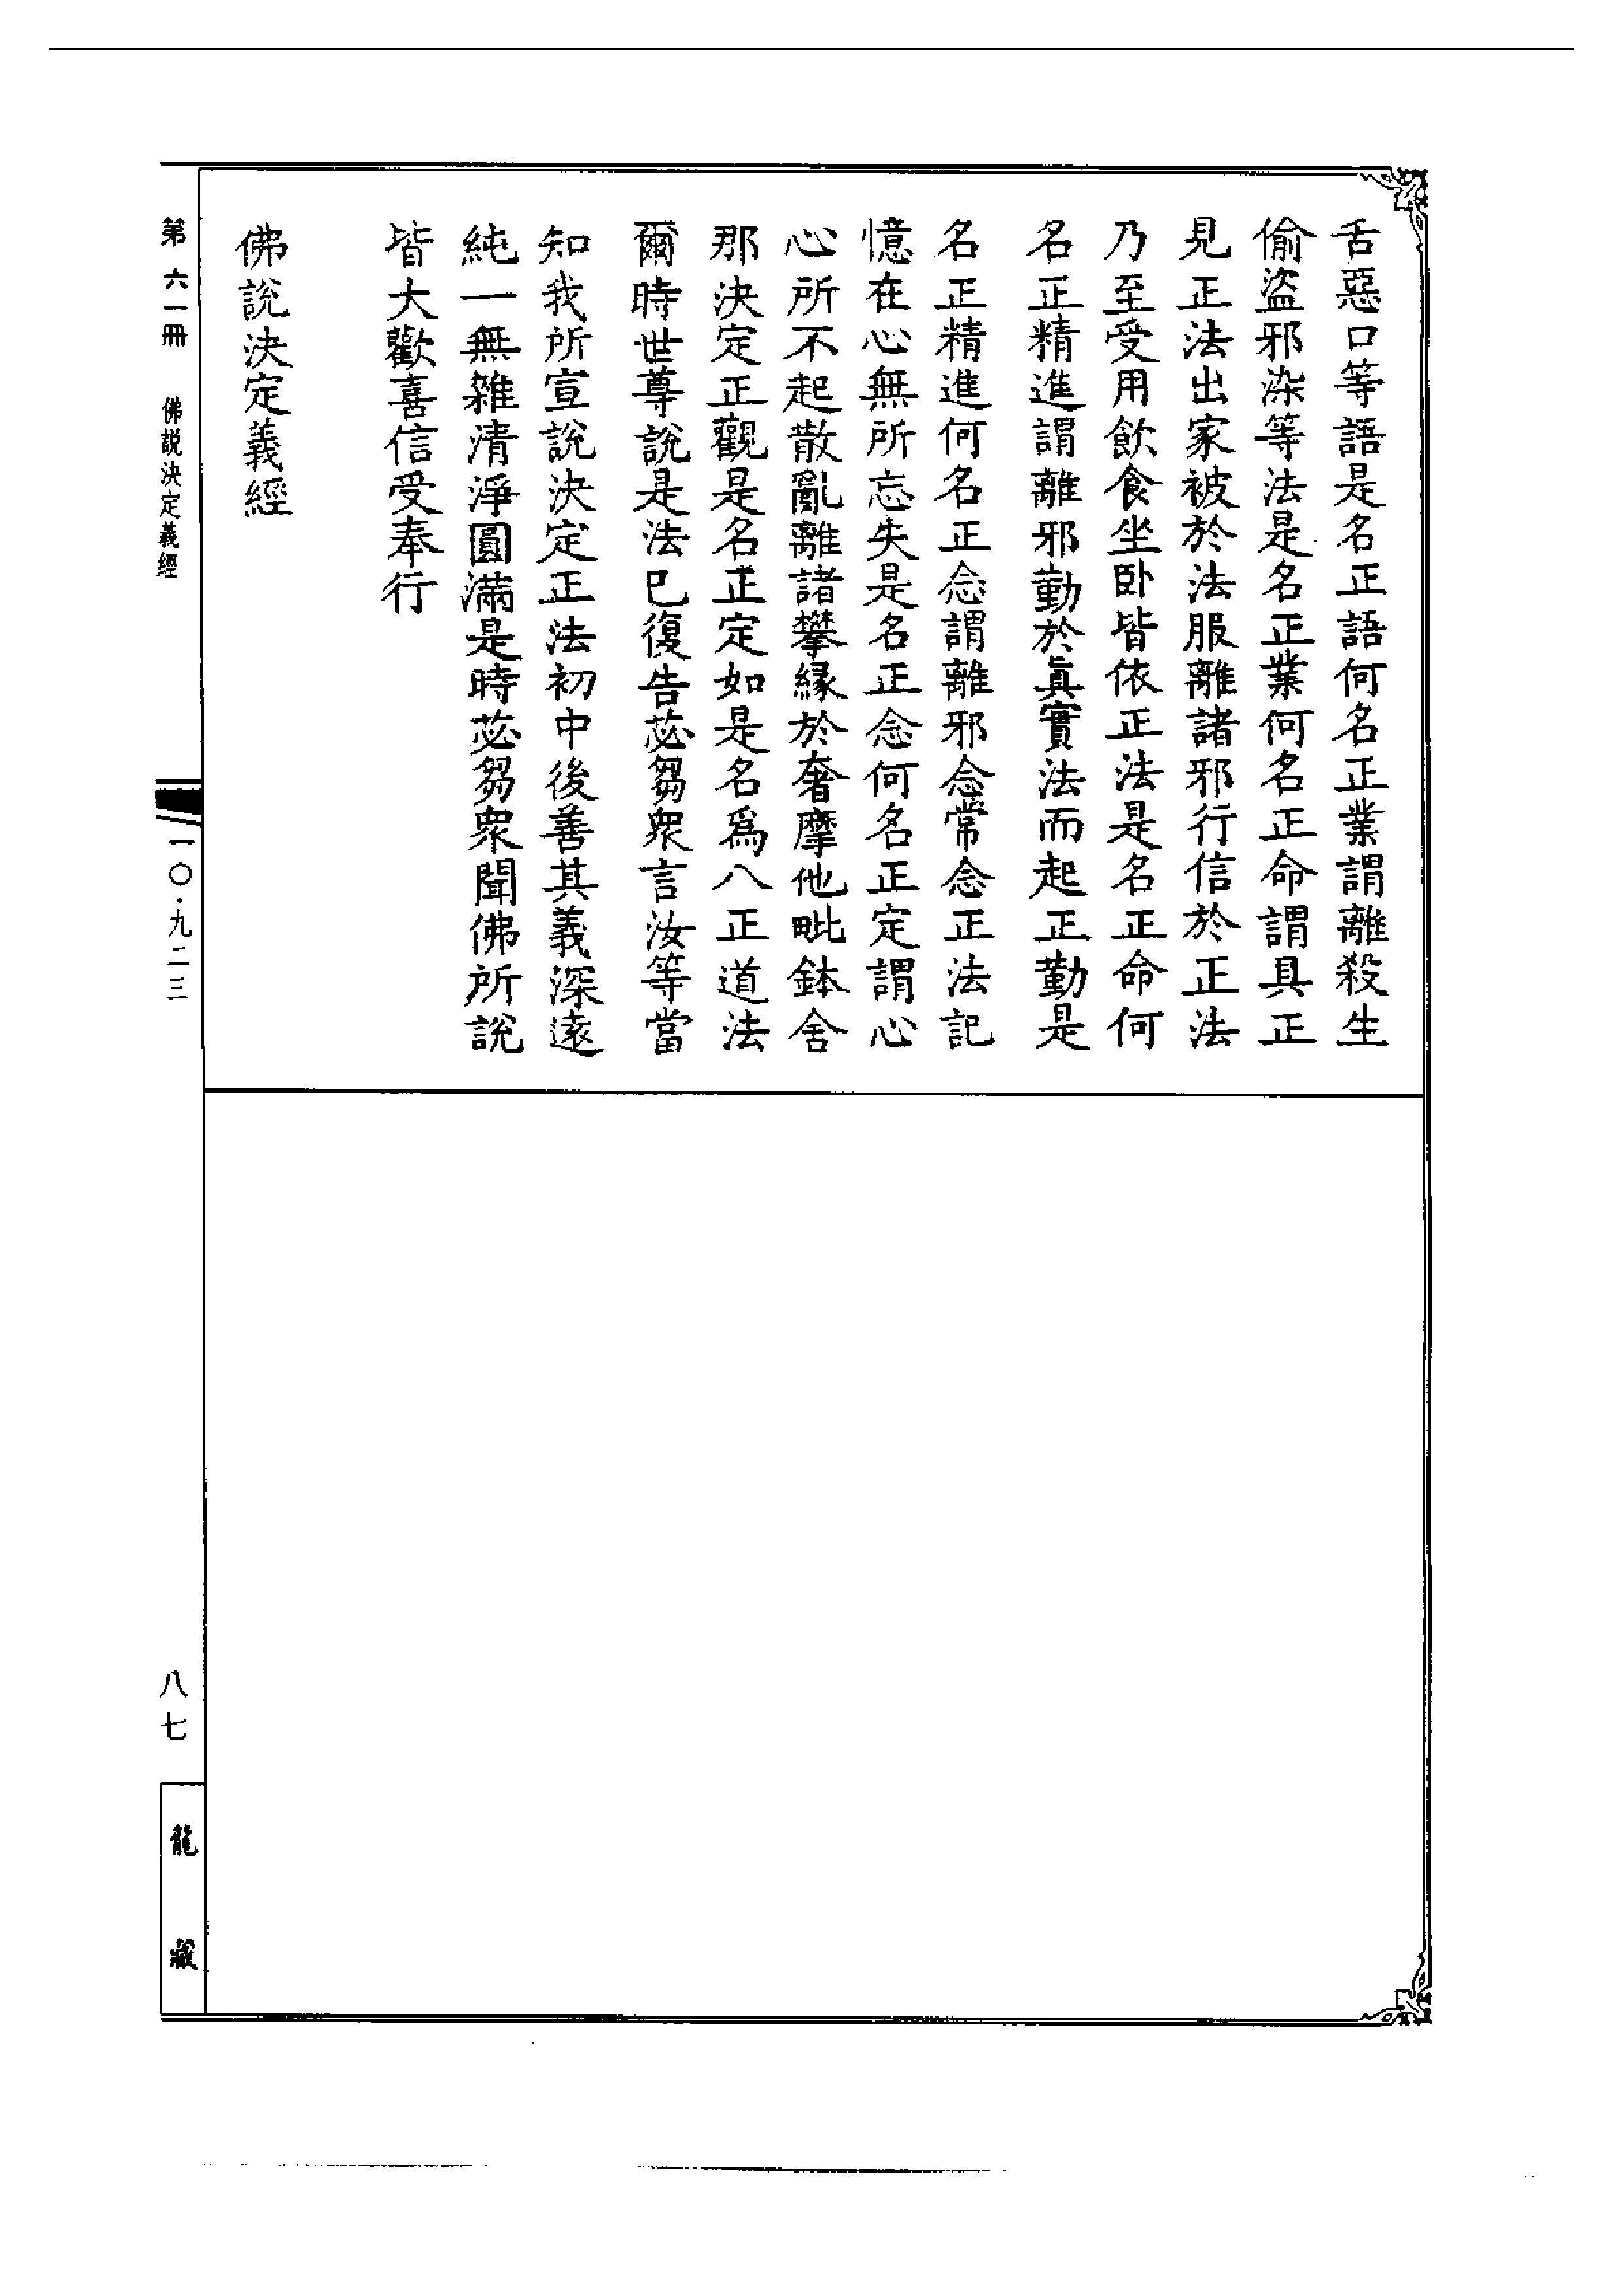 舌惡口等語是名正語何名正業謂離殺生
偷盜邪染等法是名正業何名正命謂具正
見正法出家被於法服離諸邪行信於正法
乃至受用飲食坐臥皆依正法是名正命何
名正精進謂離邪勤於眞實法而起正勤是
名正精進何名正念謂離邪念常念正法記
憶在心無所忘失是名正念何名正定謂心
心所不起散亂離諸攀緣於奢摩他毗鉢舍
那決定正觀是名正定如是名爲八正道法
爾時世尊說是法已復告苾芻衆言汝等當
知我所宣說決定正法初中後善其義深遠
純一無雜清淨圓滿是時苾芻衆聞佛所說
皆大歡喜信受奉行
佛說決定義經
第六一冊　佛説決定義經
一〇·九二三
八七
龍藏